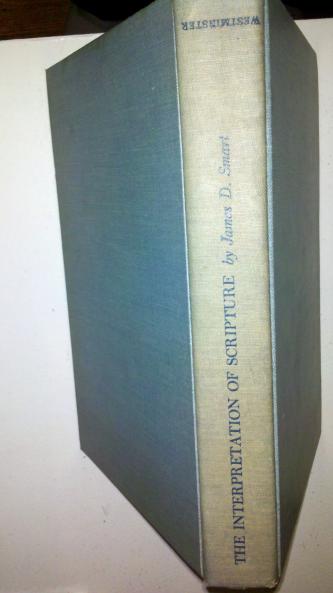 THE INTERPRETATION OF SCRIPTURE by James D. Smart
WESTMINSTER